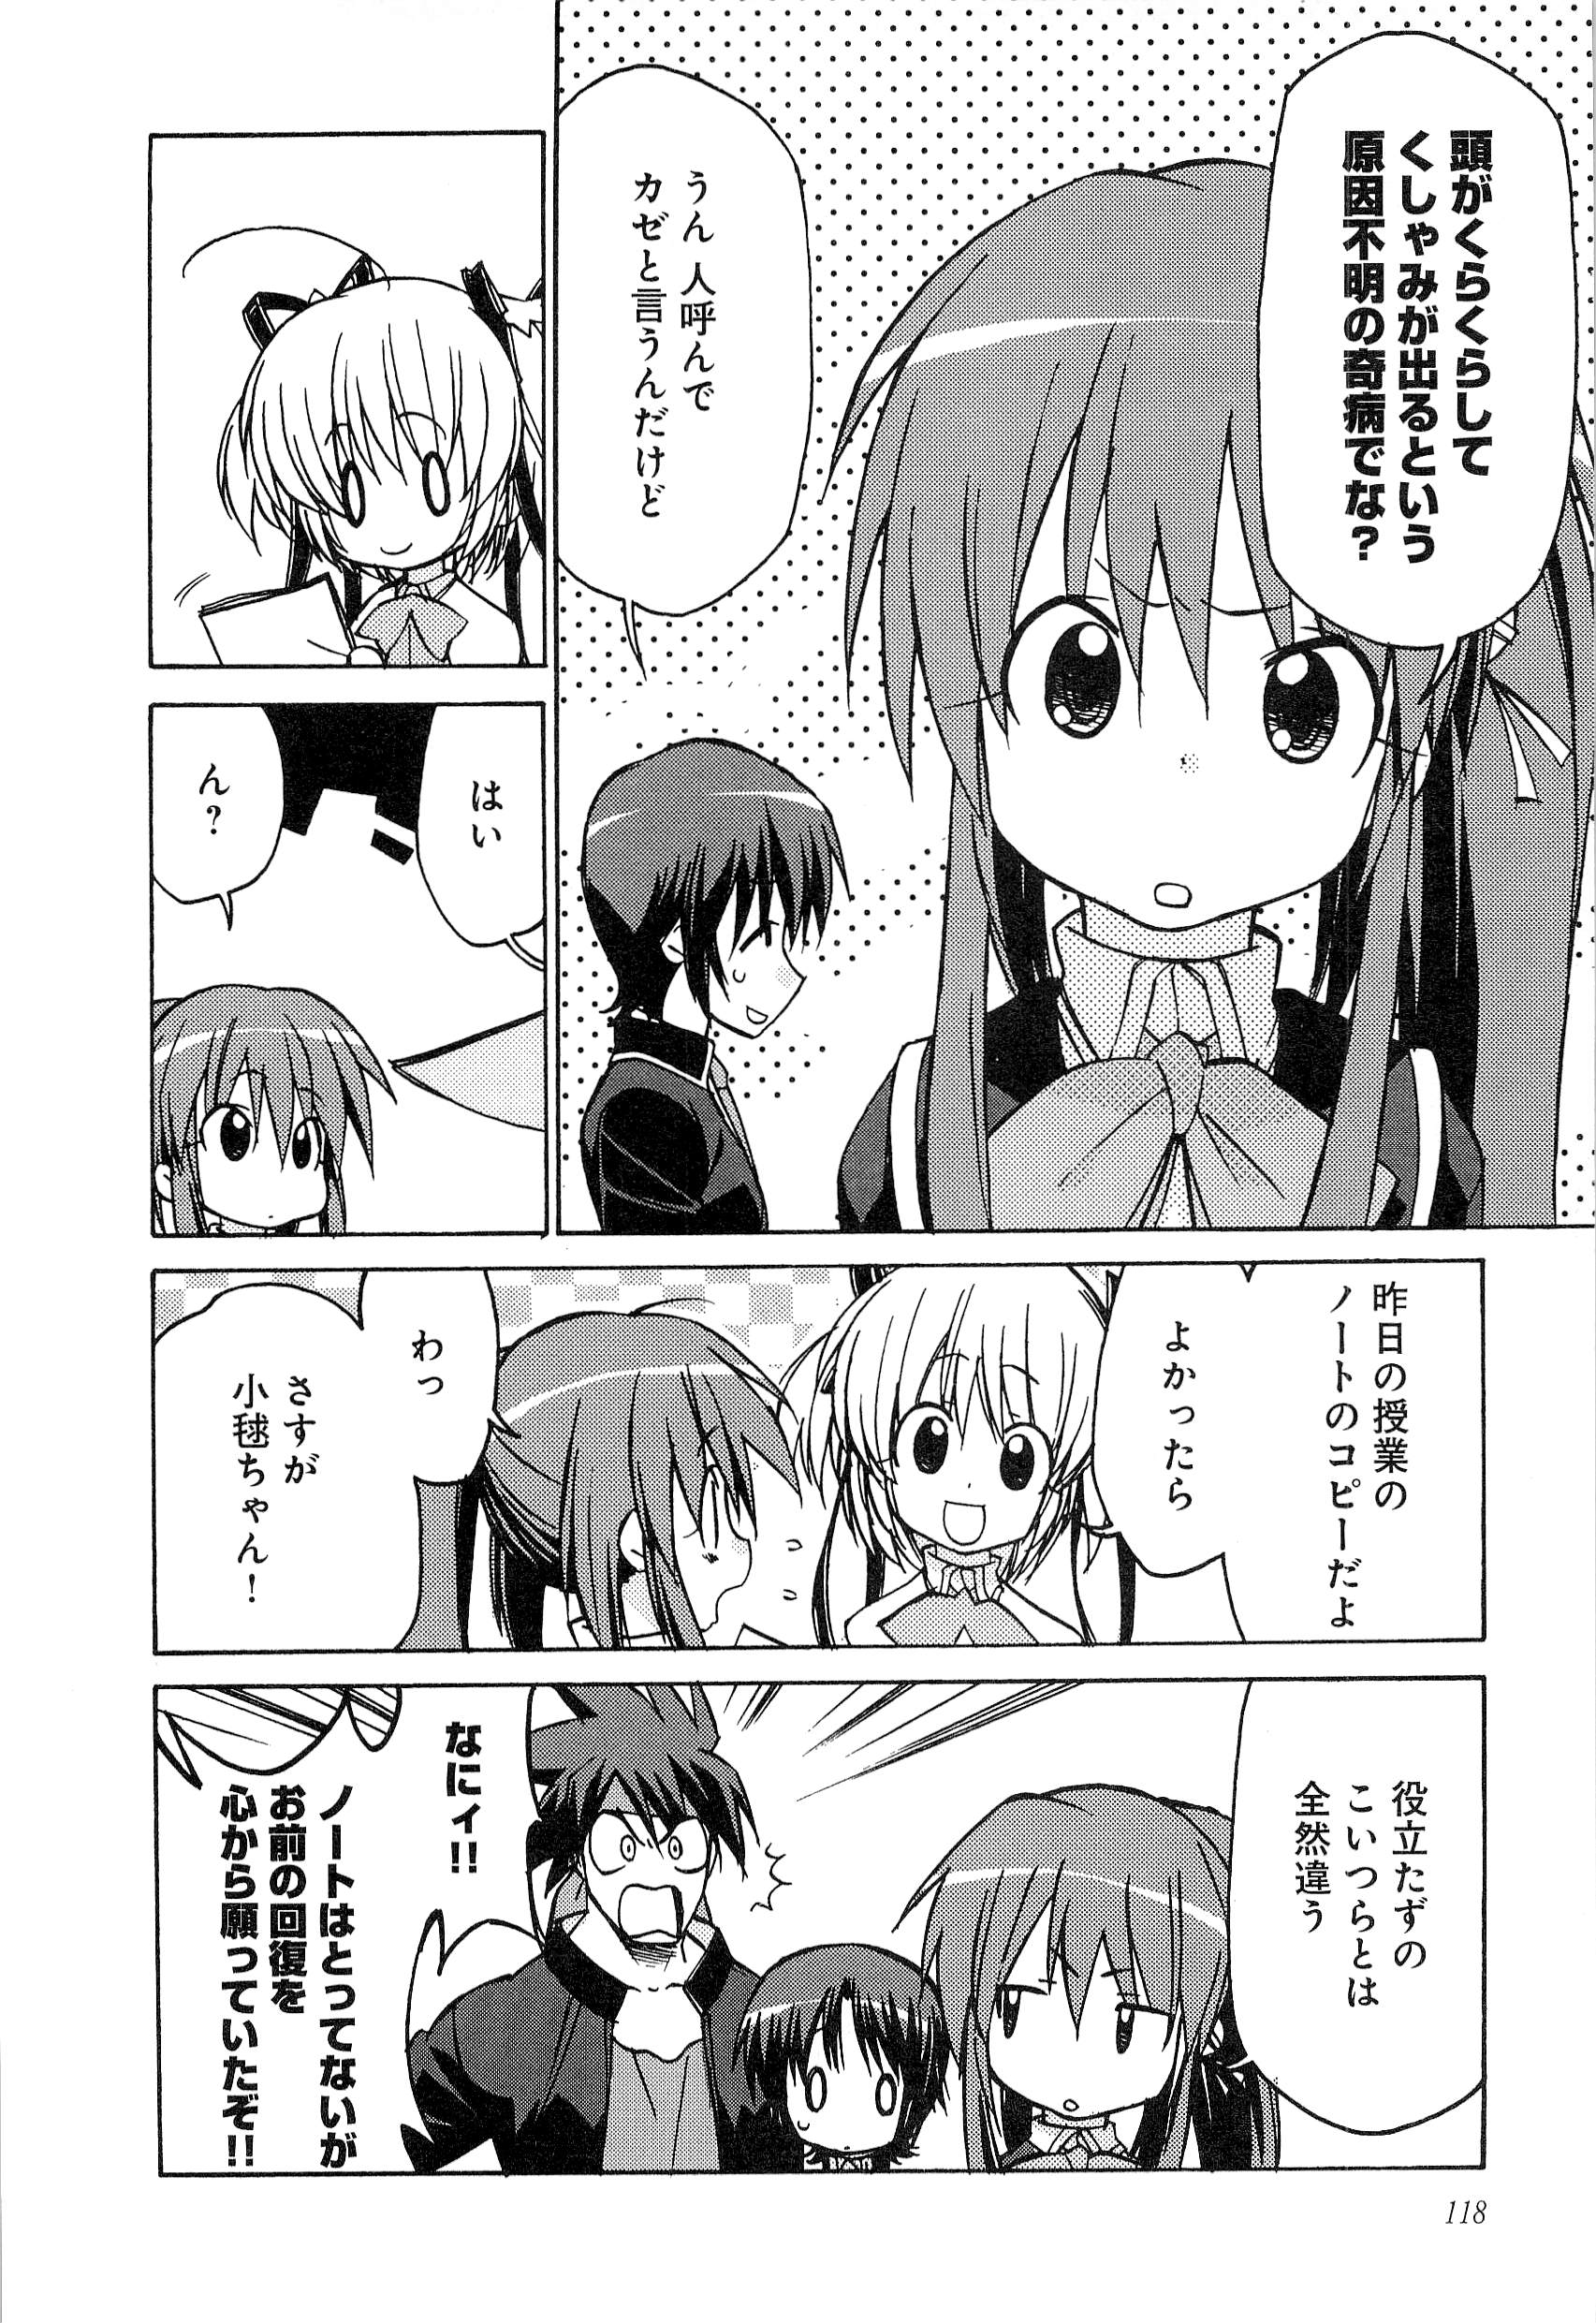 頭がくらくらして
くしゃみが出るという
原因不明の奇病でな?
うん 人呼んで
カゼと言うんだけど
はい
ん?
昨日の授業の
ノートのコピーだよ
よかったら
わっ
さすが
小毬ちゃん!
役立たずの
こいつらとは
全然違う
なにィ!!
ノートはとってないが
お前の回復を
心から願っていたぞ!!
118